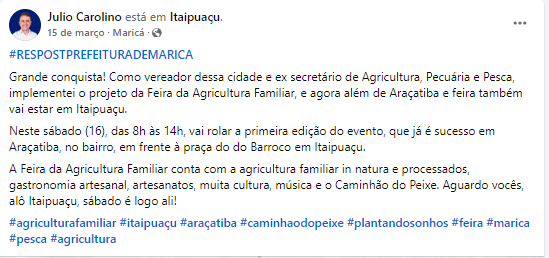 Julio Carolino está em Itaipuaçu.
15 de março · Maricá ·
#RESPOSTPREFEITURADEMARICA
Grande conquista! Como vereador dessa cidade e ex secretário de Agricultura, Pecuária e Pesca,
implementei o projeto da Feira da Agricultura Familiar, e agora além de Araçatiba e feira também
vai estar em Itaipuaçu.
Neste sábado (16), das 8h às 14h, vai rolar a primeira edição do evento, que já é sucesso em
Araçatiba, no bairro, em frente à praça do do Barroco em Itaipuaçu.
A Feira da Agricultura Familiar conta com a agricultura familiar in natura e processados,
gastronomia artesanal, artesanatos, muita cultura, música e o Caminhão do Peixe. Aguardo vocês,
alô Itaipuaçu, sábado é logo ali!
#agriculturafamiliar #itaipuaçu #araçatiba #caminhaodopeixe #plantandosonhos #feira #marica
#pesca #agricultura